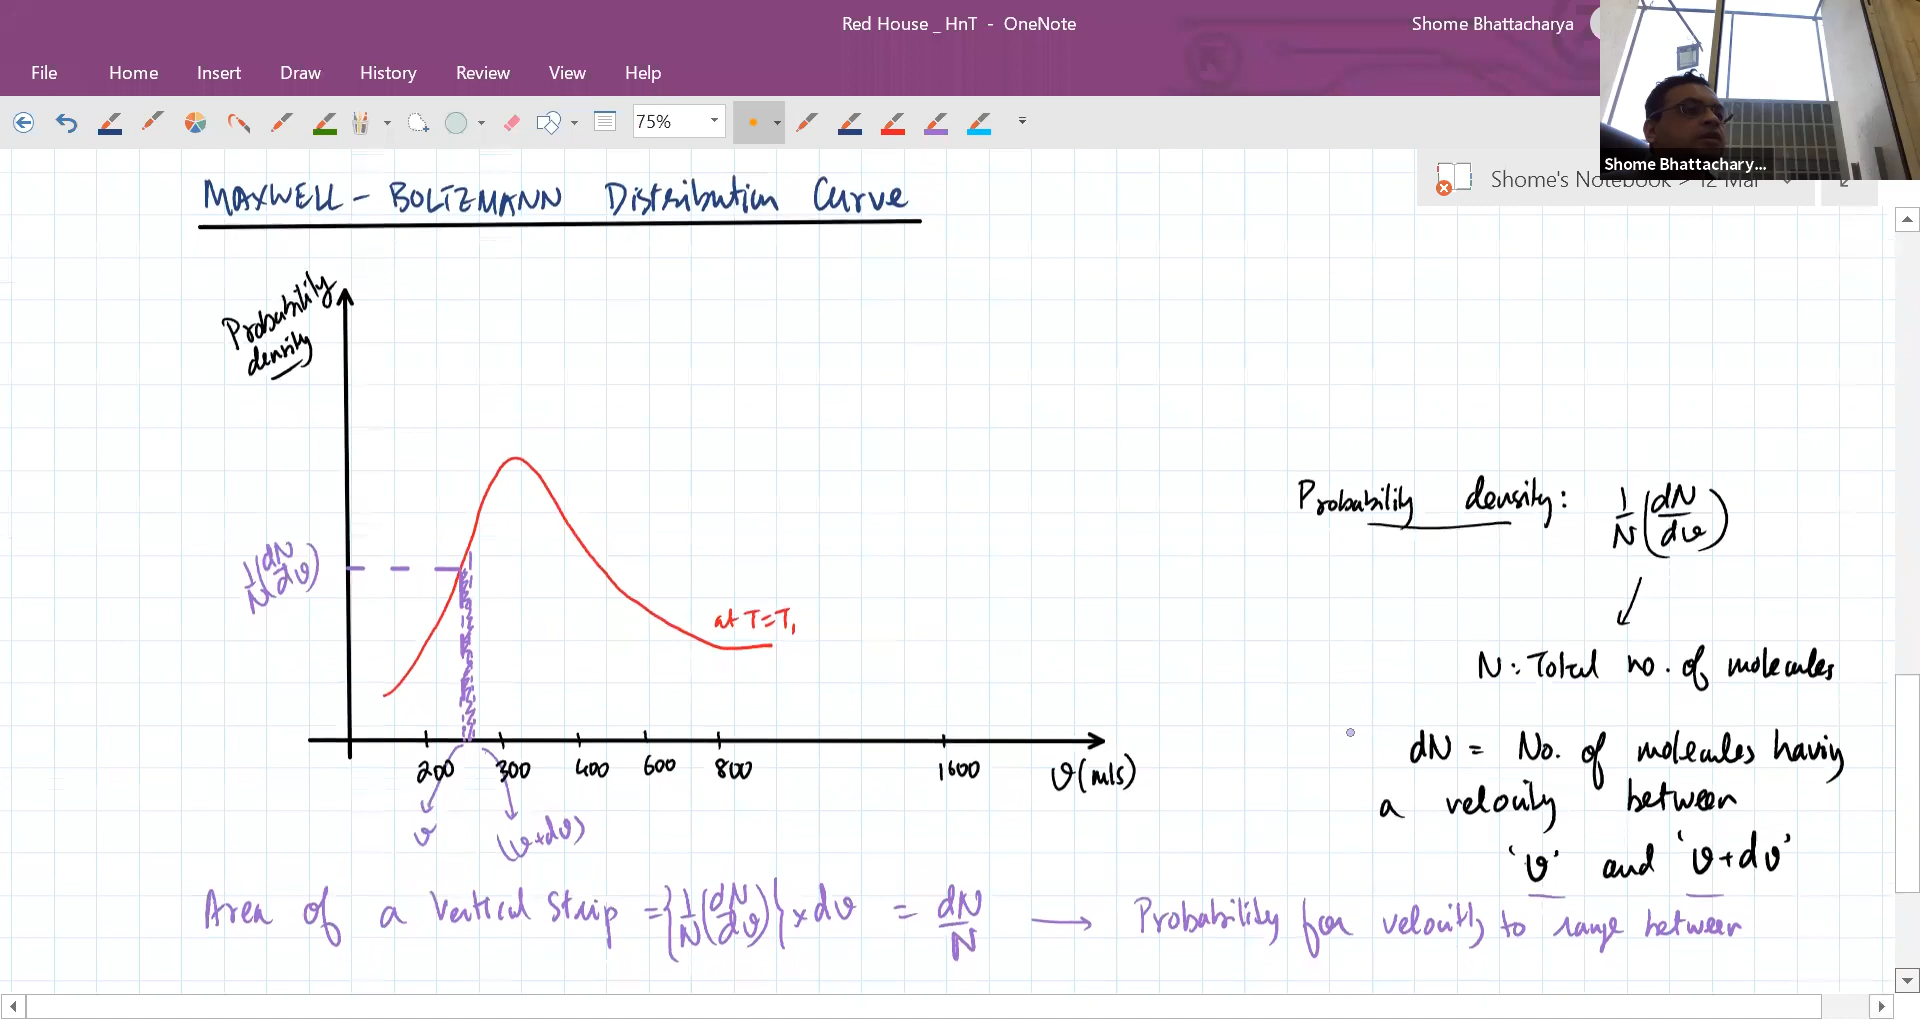 Red House _ HnT - OneNote
Shome Bhattacharya
File Home Insert Draw History Review View Help
75%
Shome Bhattachary...
Shome's Notebook > 12 Mar
MAXWELL - BOLTZMANN Distribution Curve
Probability
density
1/N(dN/dv)
at T=T₁
200 300 400 600 800 1600 v(m/s)
v (v+dv)
Probability density: 1/N(dN/dv)
N: Total no. of molecules
dN = No. of molecules having
a velocity between
'v' and 'v+dv'
Area of a Vertical Strip = {1/N(dN/dv)} × dv = dN/N → Probability for velocity to range between